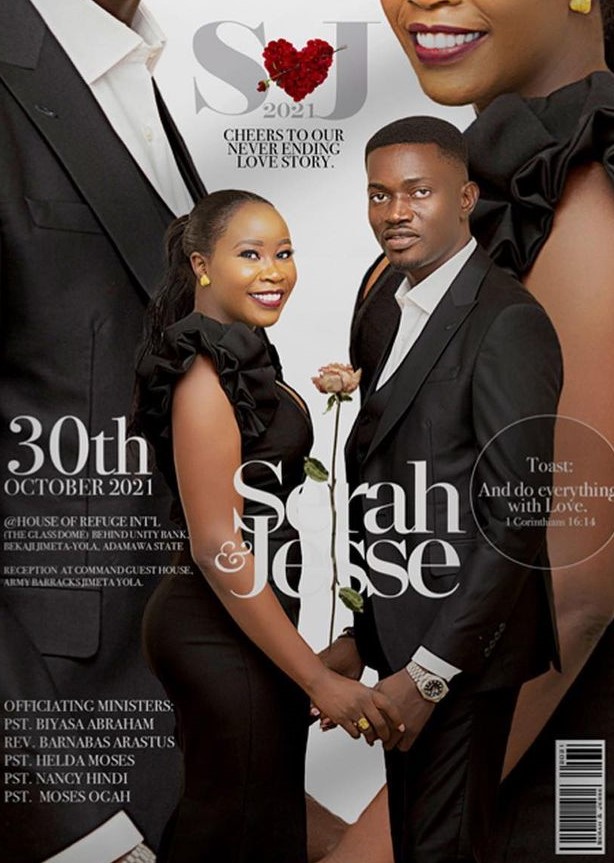 S J
2021
CHEERS TO OUR
NEVER ENDING
LOVE STORY.
30th
OCTOBER 2021
@HOUSE OF REFUGE INT'L
(THE GLASS DOME) BEHIND UNITY BANK,
BEKAJI JIMETA-YOLA, ADAMAWA STATE
RECEPTION AT COMMAND GUEST HOUSE,
ARMY BARRACKS JIMETA YOLA.
Serah
& Jesse
Toast:
And do everything
with Love.
1 Corinthians 16:14
OFFICIATING MINISTERS:
PST. BIYASA ABRAHAM
REV. BARNABAS ARASTUS
PST. HELDA MOSES
PST. NANCY HINDI
PST. MOSES OGAH